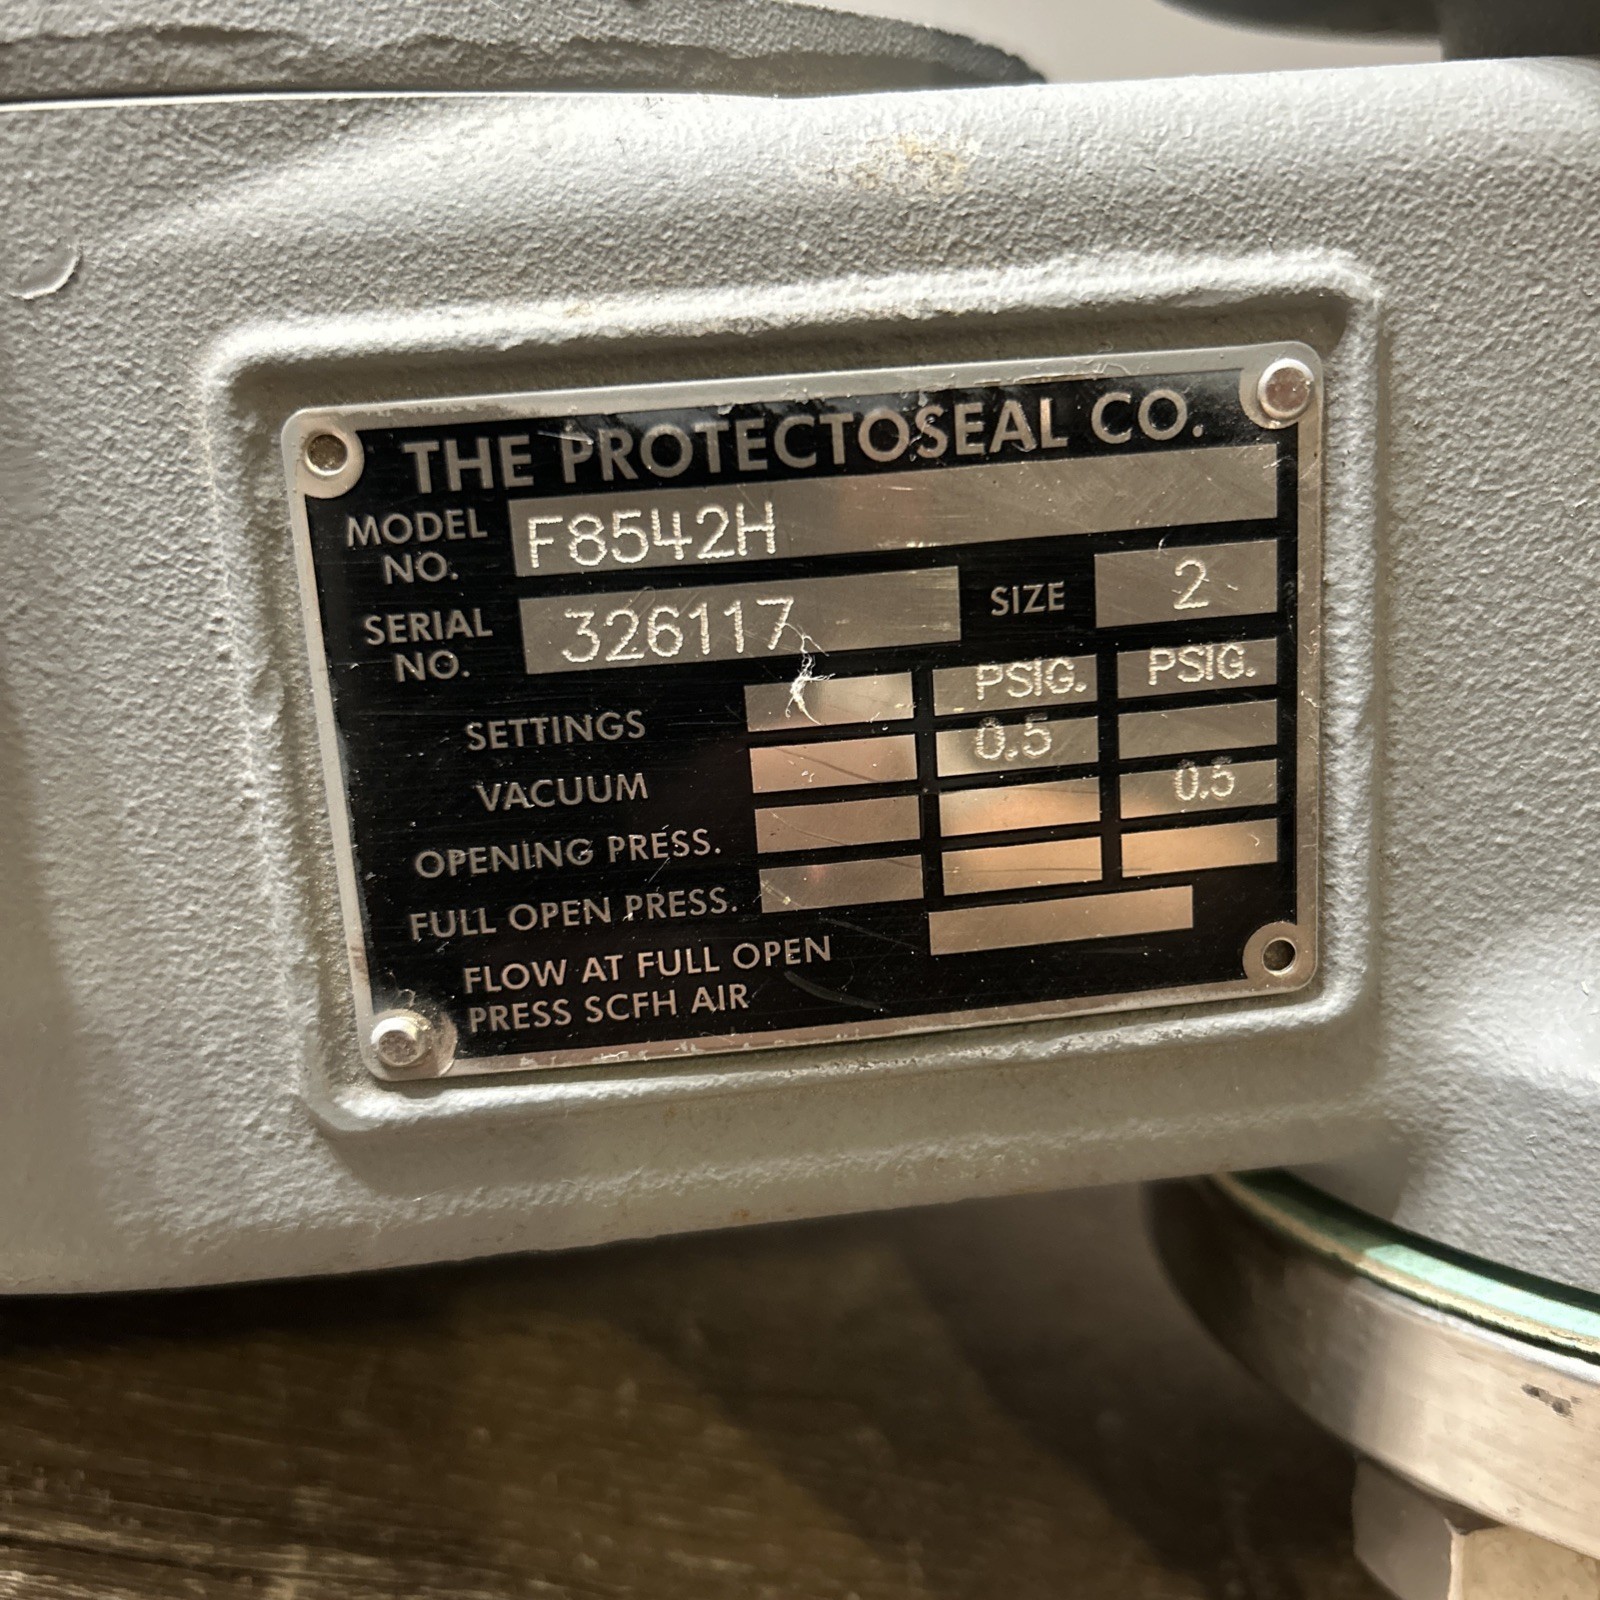 THE PROTECTOSEAL CO.
MODEL NO. F8542H
SERIAL NO. 326117 SIZE 2
SETTINGS PSIG. PSIG.
VACUUM 0.5
OPENING PRESS. 0.5
FULL OPEN PRESS.
FLOW AT FULL OPEN
PRESS SCFH AIR